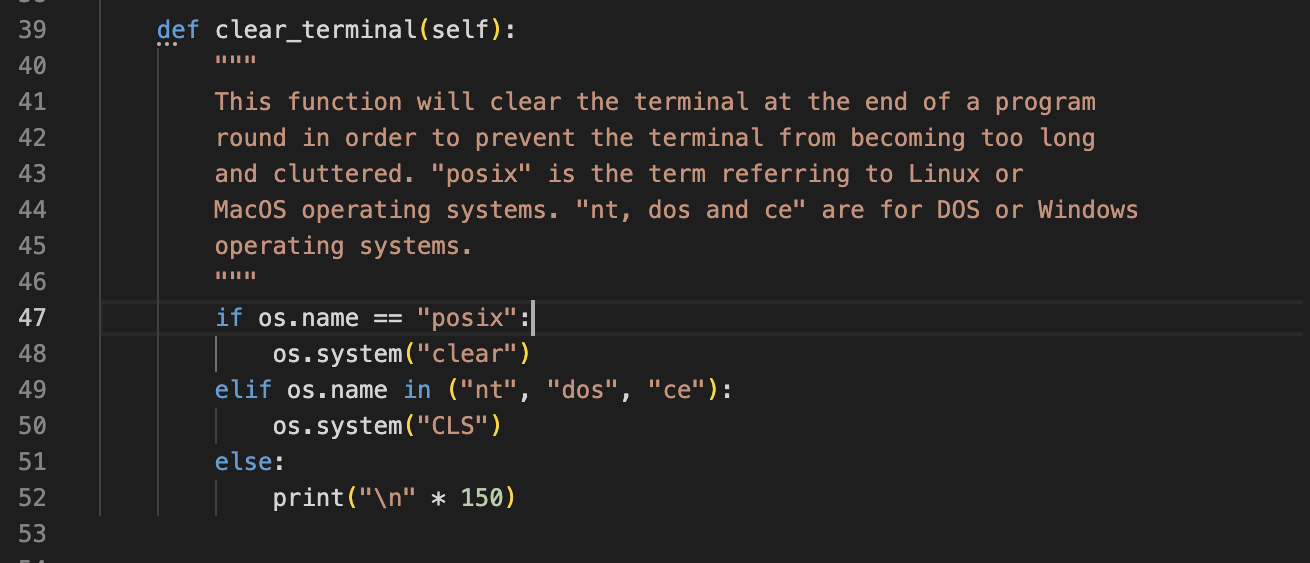 39 def clear_terminal(self):
40 """
41 This function will clear the terminal at the end of a program
42 round in order to prevent the terminal from becoming too long
43 and cluttered. "posix" is the term referring to Linux or
44 MacOS operating systems. "nt, dos and ce" are for DOS or Windows
45 operating systems.
46 """
47 if os.name == "posix":
48 os.system("clear")
49 elif os.name in ("nt", "dos", "ce"):
50 os.system("CLS")
51 else:
52 print("\n" * 150)
53